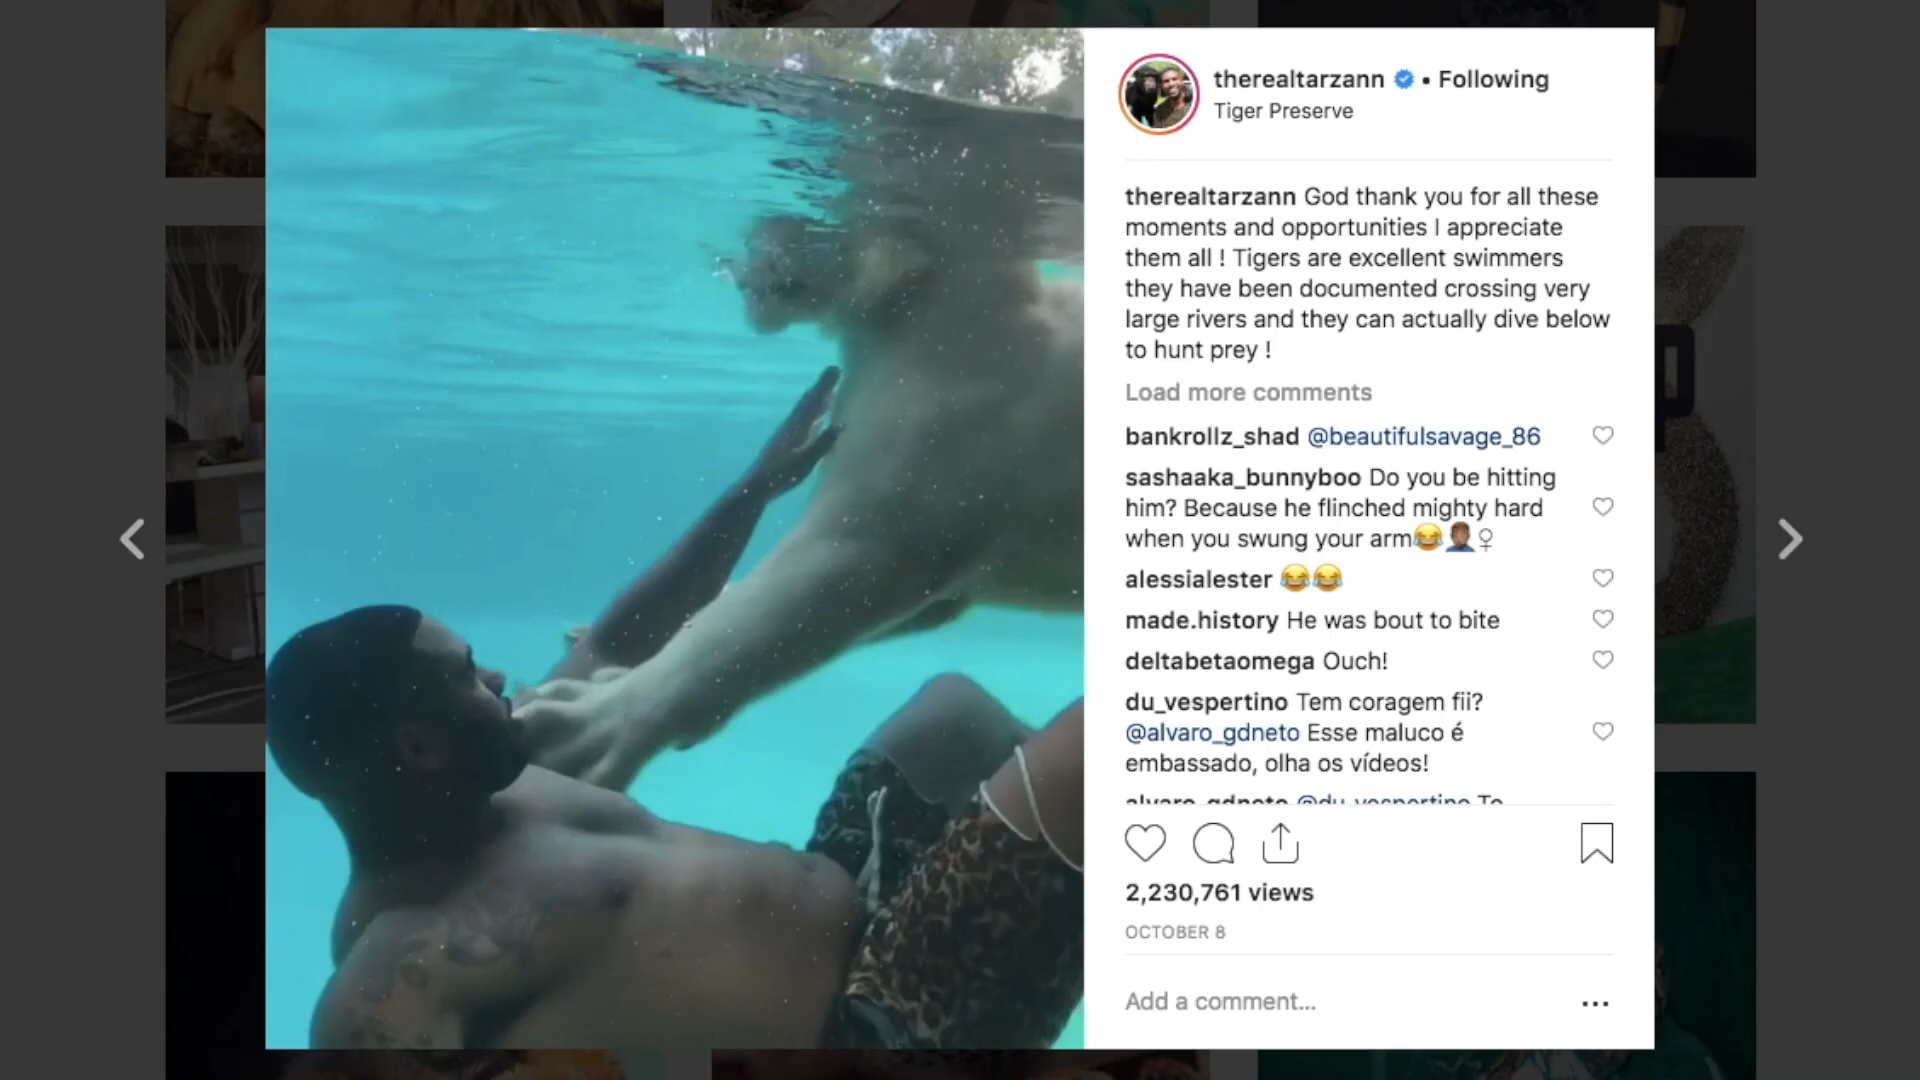 therealtarzann • Following
Tiger Preserve
therealtarzann God thank you for all these
moments and opportunities I appreciate
them all ! Tigers are excellent swimmers
they have been documented crossing very
large rivers and they can actually dive below
to hunt prey !
Load more comments
bankrollz_shad @beautifulsavage_86
sashaaka_bunnyboo Do you be hitting
him? Because he flinched mighty hard
when you swung your arm😂🤦🏾♀
alessialester 😂😂
made.history He was bout to bite
deltabetaomega Ouch!
du_vespertino Tem coragem fii?
@alvaro_gdneto Esse maluco é
embassado, olha os vídeos!
alvaro_gdneto @du_vespertino To
2,230,761 views
OCTOBER 8
Add a comment...